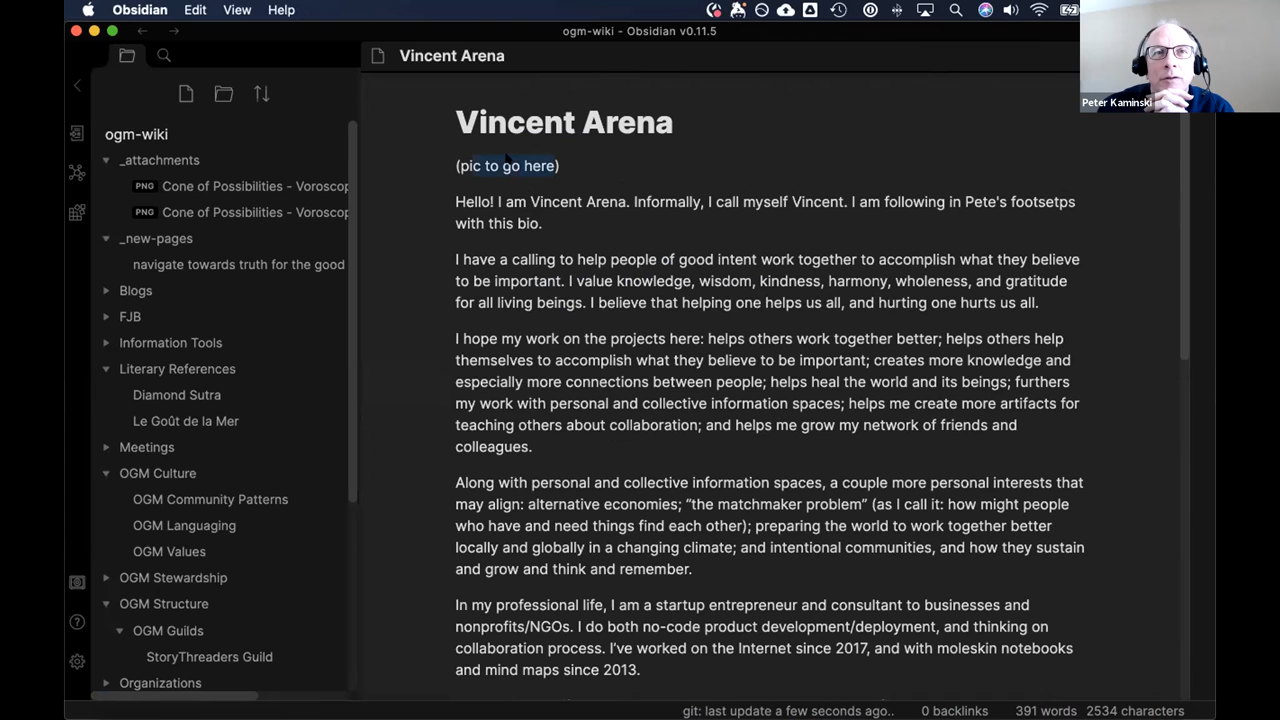 Obsidian Edit View Help
ogm-wiki - Obsidian v0.11.5
Vincent Arena
Peter Kaminski
ogm-wiki
_attachments
PNG Cone of Possibilities - Vorosco
PNG Cone of Possibilities - Vorosco
_new-pages
navigate towards truth for the good
Blogs
FJB
Information Tools
Literary References
Diamond Sutra
Le Goût de la Mer
Meetings
OGM Culture
OGM Community Patterns
OGM Languaging
OGM Values
OGM Stewardship
OGM Structure
OGM Guilds
StoryThreaders Guild
Organizations
Vincent Arena
(pic to go here)
Hello! I am Vincent Arena. Informally, I call myself Vincent. I am following in Pete's footsetps
with this bio.
I have a calling to help people of good intent work together to accomplish what they believe
to be important. I value knowledge, wisdom, kindness, harmony, wholeness, and gratitude
for all living beings. I believe that helping one helps us all, and hurting one hurts us all.
I hope my work on the projects here: helps others work together better; helps others help
themselves to accomplish what they believe to be important; creates more knowledge and
especially more connections between people; helps heal the world and its beings; furthers
my work with personal and collective information spaces; helps me create more artifacts for
teaching others about collaboration; and helps me grow my network of friends and
colleagues.
Along with personal and collective information spaces, a couple more personal interests that
may align: alternative economies; “the matchmaker problem” (as I call it: how might people
who have and need things find each other); preparing the world to work together better
locally and globally in a changing climate; and intentional communities, and how they sustain
and grow and think and remember.
In my professional life, I am a startup entrepreneur and consultant to businesses and
nonprofits/NGOs. I do both no-code product development/deployment, and thinking on
collaboration process. I’ve worked on the Internet since 2017, and with moleskin notebooks
and mind maps since 2013.
git: last update a few seconds ago.. 0 backlinks 391 words 2534 characters